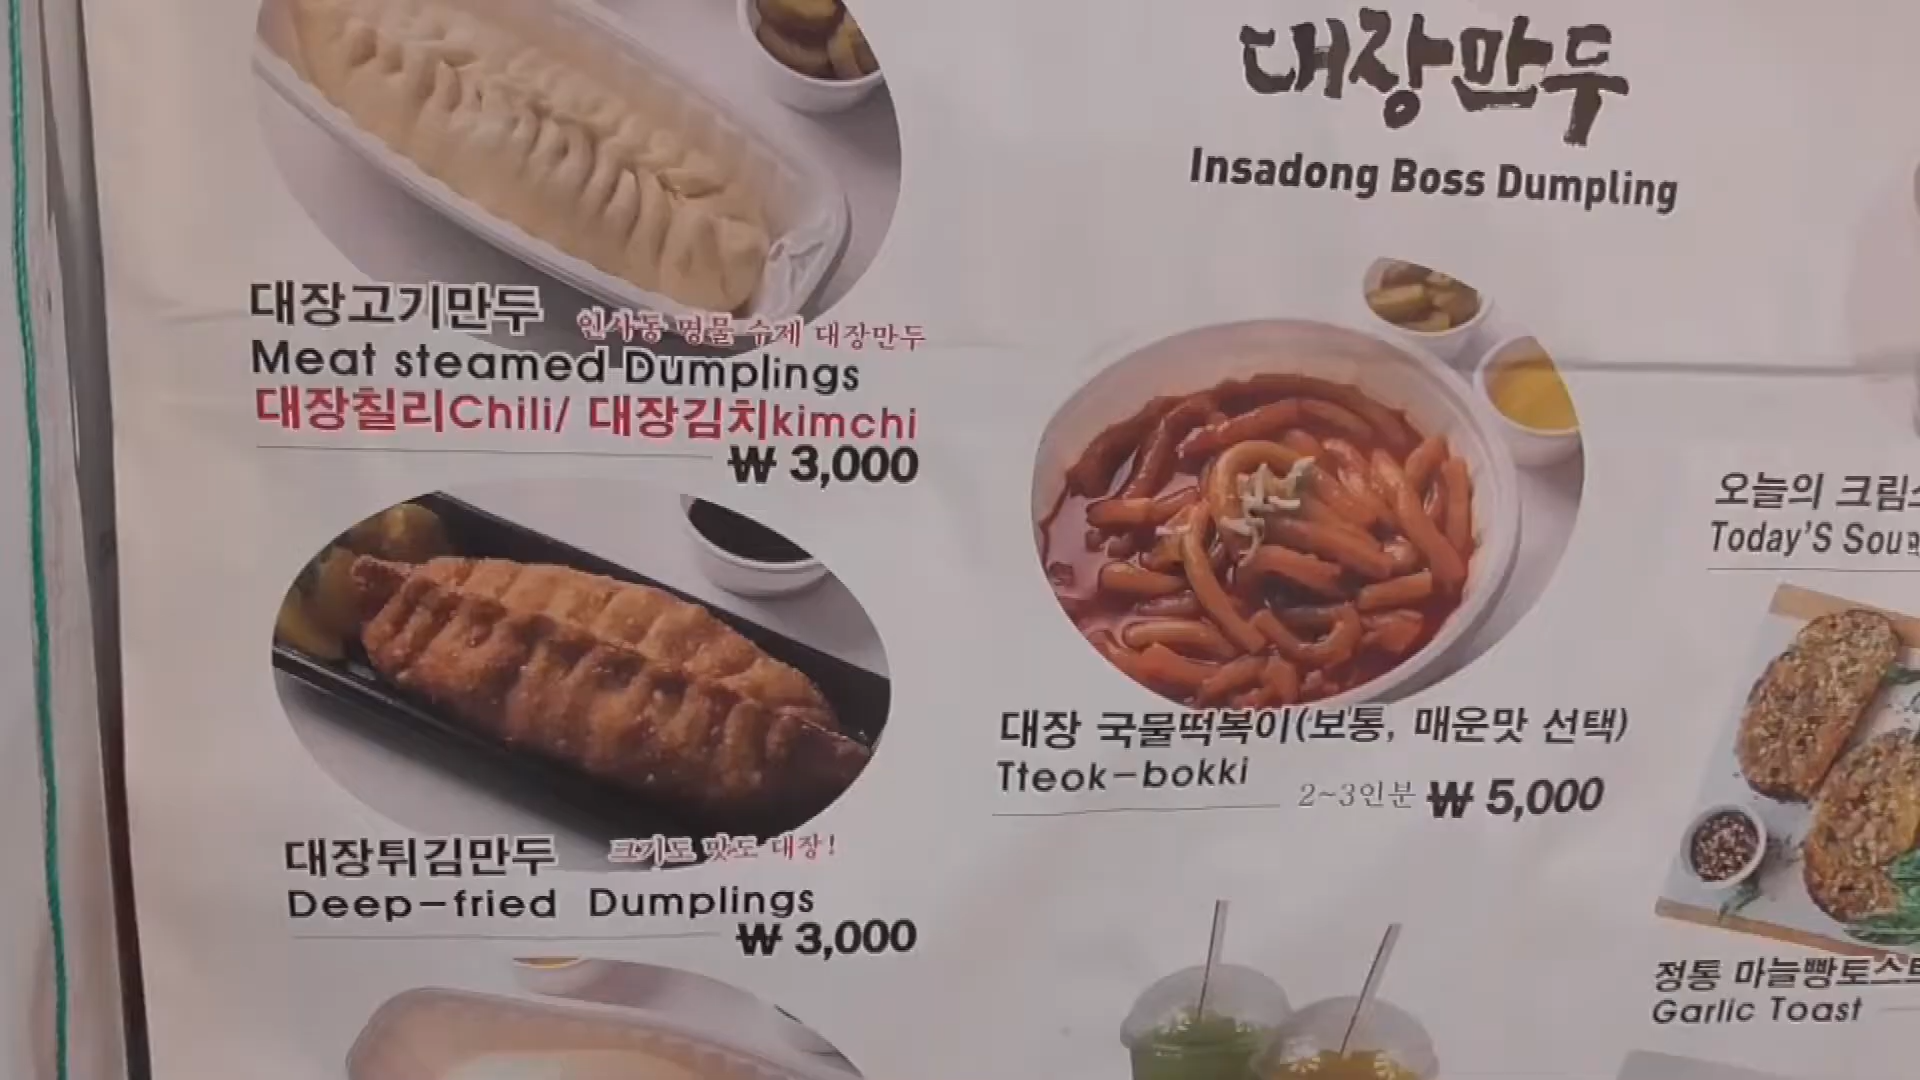 대장만두
Insadong Boss Dumpling
대장고기만두 인사동 명물 수제 대장만두
Meat steamed Dumplings
대장칠리Chili/ 대장김치kimchi
₩ 3,000
대장튀김만두 크기도 맛도 대장!
Deep-fried Dumplings
₩ 3,000
대장 국물떡볶이(보통, 매운맛 선택)
Tteok-bokki 2~3인분 ₩ 5,000
오늘의
Today'S
정통 마늘빵토스트
Garlic Toast